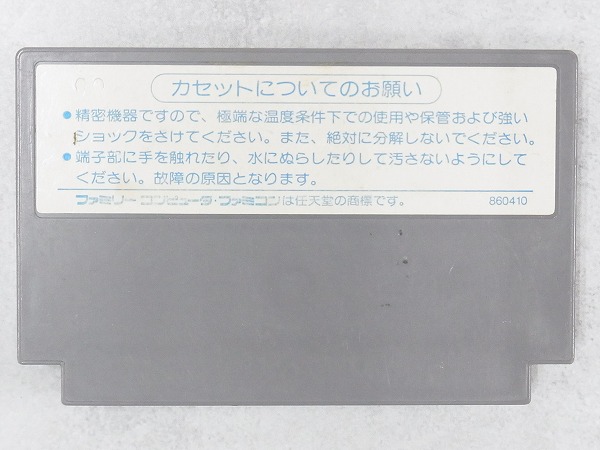 カセットについてのお願い
●精密機器ですので、極端な温度条件下での使用や保管および強い
ショックをさけてください。また、絶対に分解しないでください。
●端子部に手を触れたり、水にぬらしたりして汚さないようにして
ください。故障の原因となります。
ファミリーコンピュータ・ファミコンは任天堂の商標です。 860410